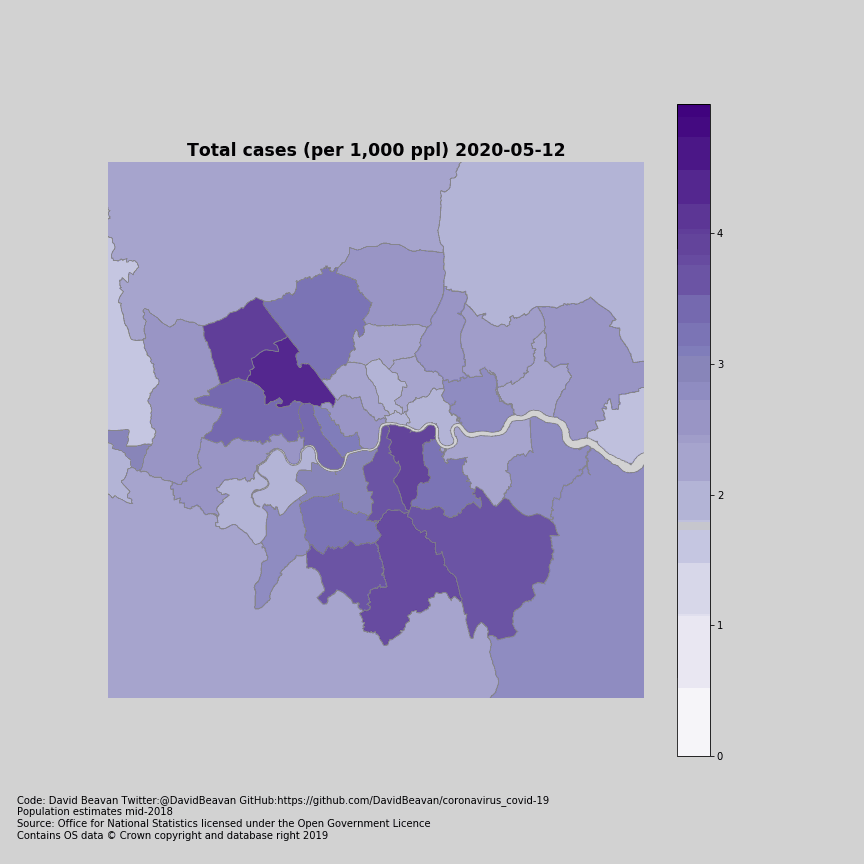 Total cases (per 1,000 ppl) 2020-05-12
4
3
2
1
0
Code: David Beavan Twitter:@DavidBeavan GitHub:https://github.com/DavidBeavan/coronavirus_covid-19
Population estimates mid-2018
Source: Office for National Statistics licensed under the Open Government Licence
Contains OS data © Crown copyright and database right 2019